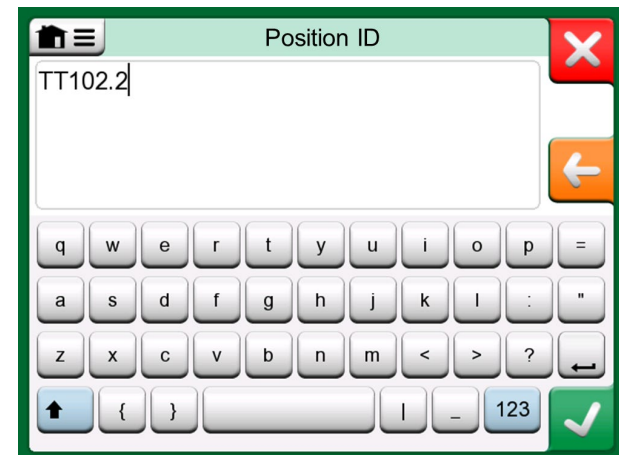 Position ID
TT102.2
q w e r t y u i o p =
a s d f g h j k l : "
z x c v b n m < > ?
{ } | _ 123